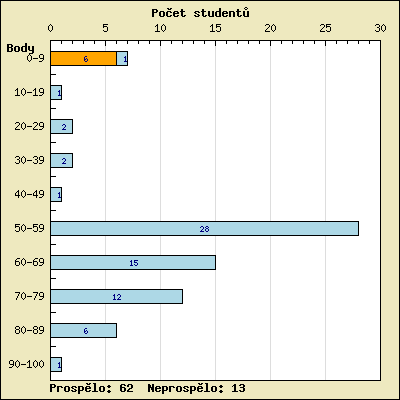 Počet studentů
0 5 10 15 20 25 30
Body
0-9 6 1
10-19 1
20-29 2
30-39 2
40-49 1
50-59 28
60-69 15
70-79 12
80-89 6
90-100 1
Prospělo: 62 Neprospělo: 13